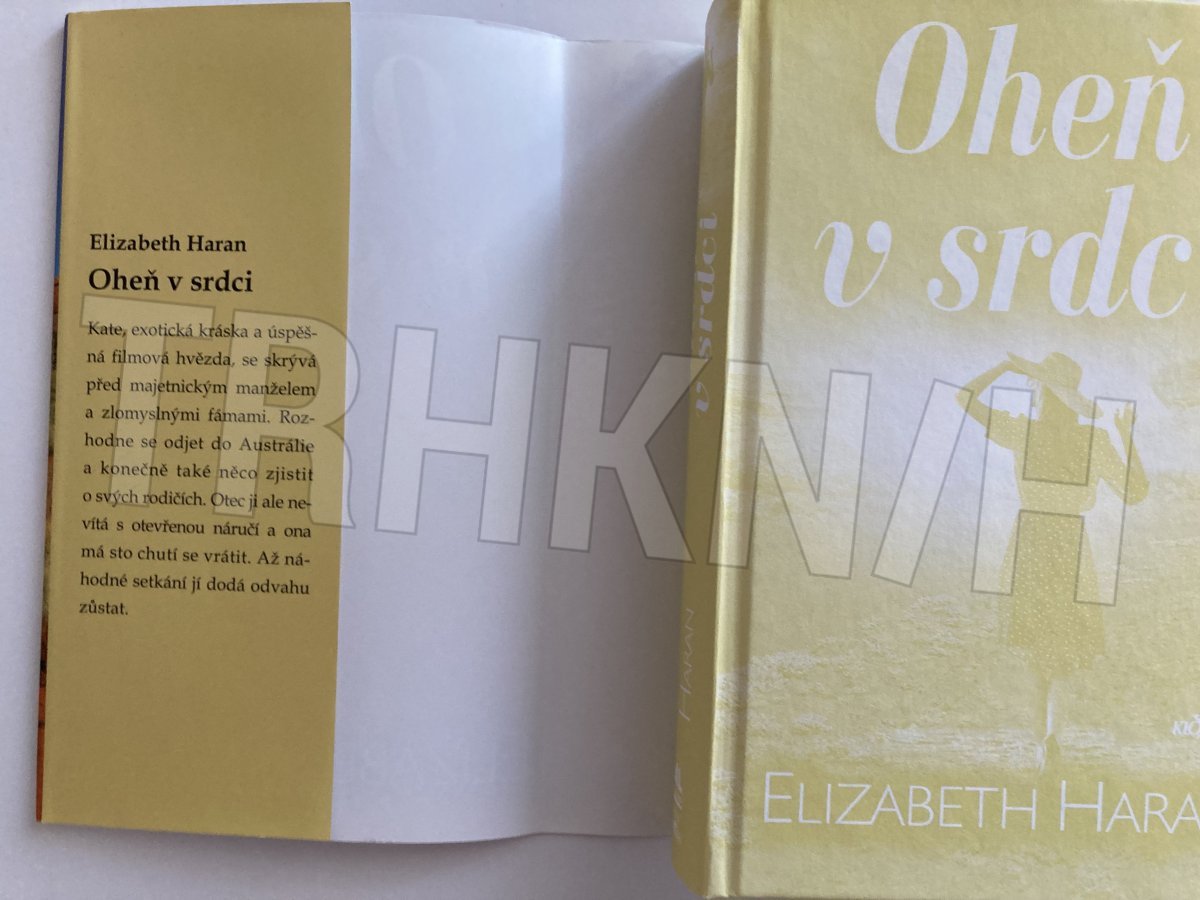 Elizabeth Haran
Oheň v srdci
Kate, exotická kráska a úspěš-
ná filmová hvězda, se skrývá
před majetnickým manželem
a zlomyslnými fámami. Roz-
hodne se odjet do Austrálie
a konečně také něco zjistit
o svých rodičích. Otec ji ale ne-
vítá s otevřenou náručí a ona
má sto chutí se vrátit. Až ná-
hodné setkání jí dodá odvahu
zůstat.
TRHKNIH
v srdci
HARAN
Oheň
v srdc
ELIZABETH HARA